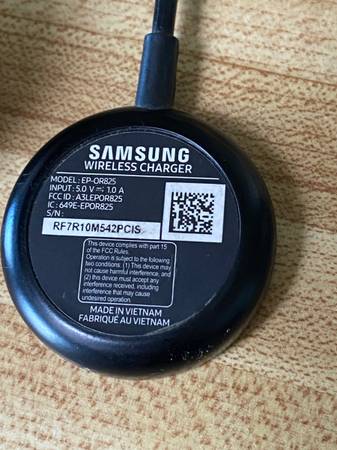 SAMSUNG
WIRELESS CHARGER
MODEL: EP-OR825
INPUT: 5.0 V ⎓ 1.0 A
FCC ID : A3LEPOR825
IC : 649E-EPOR825
S/N :
RF7R10M542PCIS
This device complies with part 15
of the FCC Rules.
Operation is subject to the following
two conditions: (1) This device may
not cause harmful interference, and
(2) this device must accept any
interference received, including
interference that may cause
undesired operation.
MADE IN VIETNAM
FABRIQUÉ AU VIETNAM